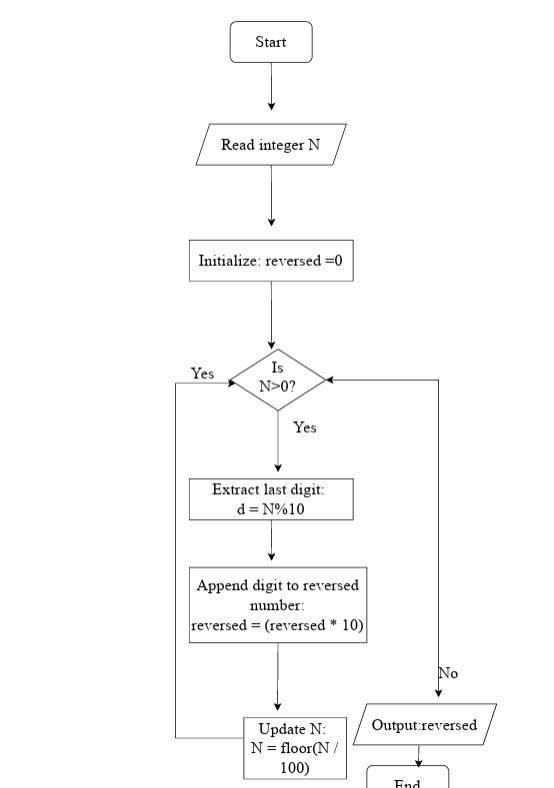 Start
Read integer N
Initialize: reversed =0
Is
N>0?
Yes
Yes
Extract last digit:
d = N%10
Append digit to reversed
number:
reversed = (reversed * 10)
No
Update N:
N = floor(N /
100)
Output:reversed
End